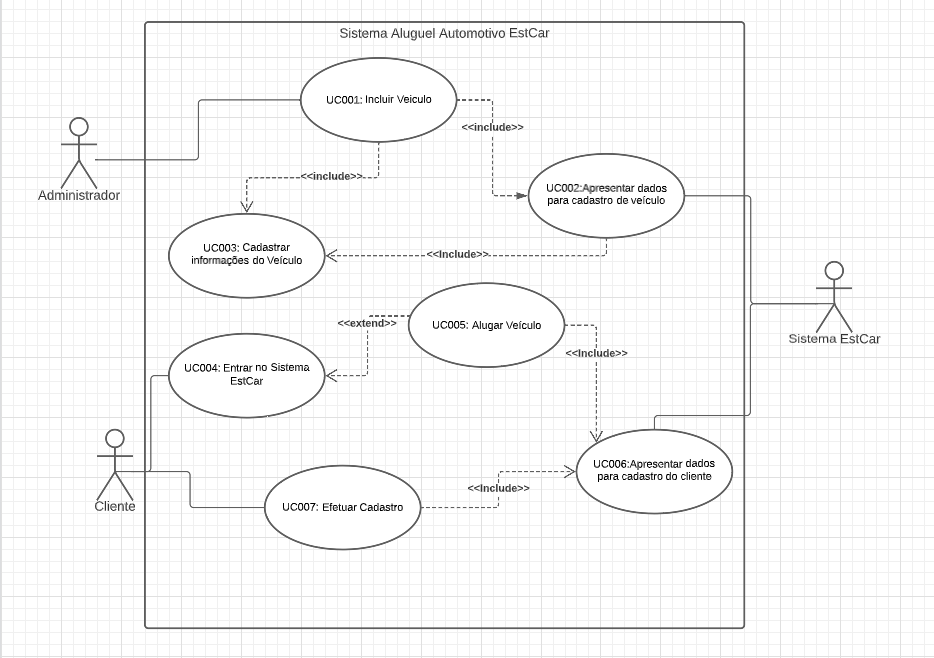 Sistema Aluguel Automotivo EstCar
UC001: Incluir Veiculo
<<include>>
<<include>>
Administrador
UC002:Apresentar dados
para cadastro de veículo
UC003: Cadastrar
informações do Veículo
<<Include>>
<<extend>>
UC005: Alugar Veículo
Sistema EstCar
<<Include>>
UC004: Entrar no Sistema
EstCar
UC006:Apresentar dados
para cadastro do cliente
<<Include>>
Cliente
UC007: Efetuar Cadastro